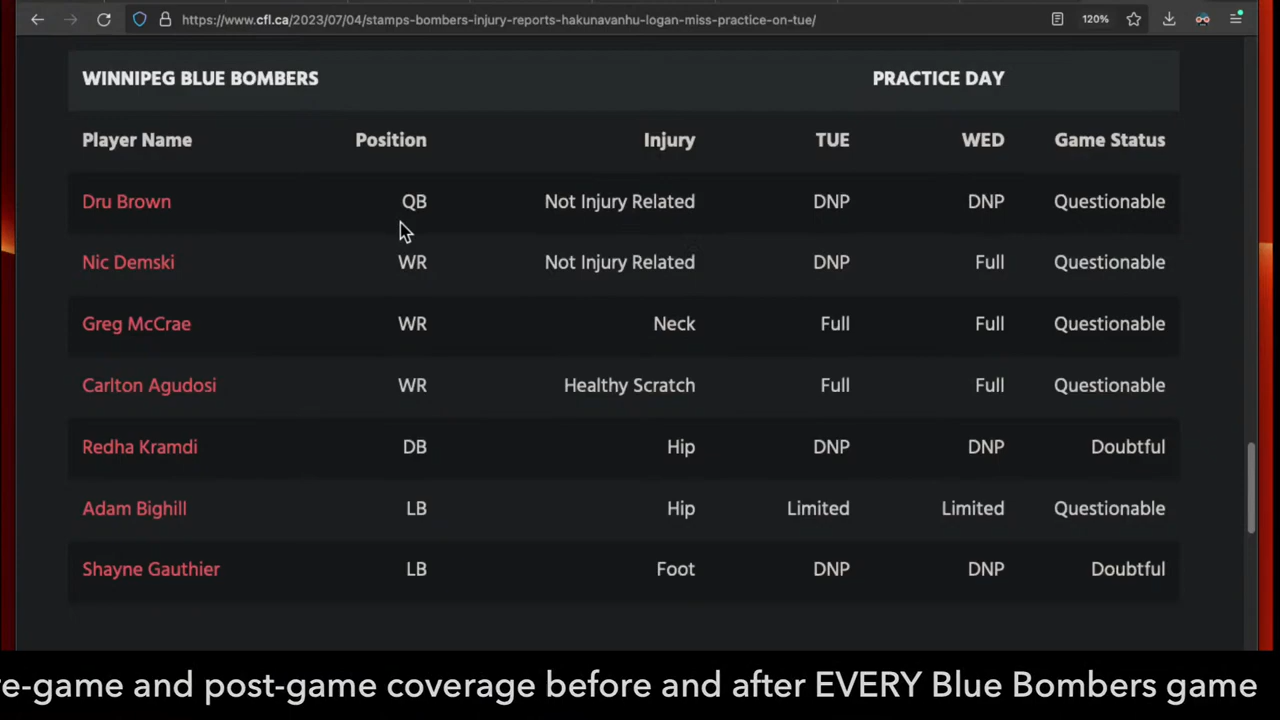 https://www.cfl.ca/2023/07/04/stamps-bombers-injury-reports-hakunavanhu-logan-miss-practice-on-tue/ 120%
WINNIPEG BLUE BOMBERS PRACTICE DAY
Player Name Position Injury TUE WED Game Status
Dru Brown QB Not Injury Related DNP DNP Questionable
Nic Demski WR Not Injury Related DNP Full Questionable
Greg McCrae WR Neck Full Full Questionable
Carlton Agudosi WR Healthy Scratch Full Full Questionable
Redha Kramdi DB Hip DNP DNP Doubtful
Adam Bighill LB Hip Limited Limited Questionable
Shayne Gauthier LB Foot DNP DNP Doubtful
re-game and post-game coverage before and after EVERY Blue Bombers game